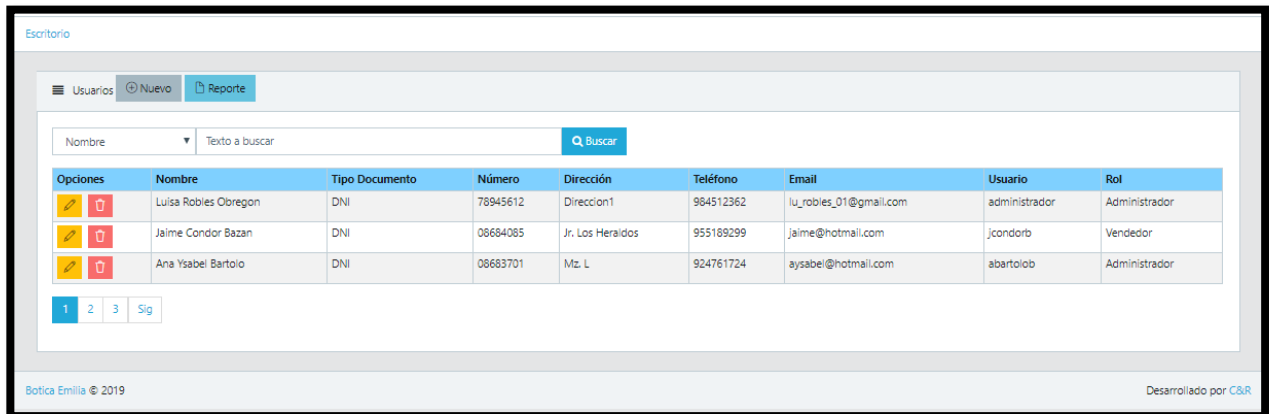 Escritorio
Usuarios Nuevo Reporte
Nombre Texto a buscar Buscar
Opciones Nombre Tipo Documento Número Dirección Teléfono Email Usuario Rol
Luisa Robles Obregon DNI 78945612 Direccion1 984512362 lu_robles_01@gmail.com administrador Administrador
Jaime Condor Bazan DNI 08684085 Jr. Los Heraldos 955189299 jaime@hotmail.com jcondorb Vendedor
Ana Ysabel Bartolo DNI 08683701 Mz. L 924761724 aysabel@hotmail.com abartolob Administrador
1 2 3 Sig
Botica Emilia © 2019 Desarrollado por C&R